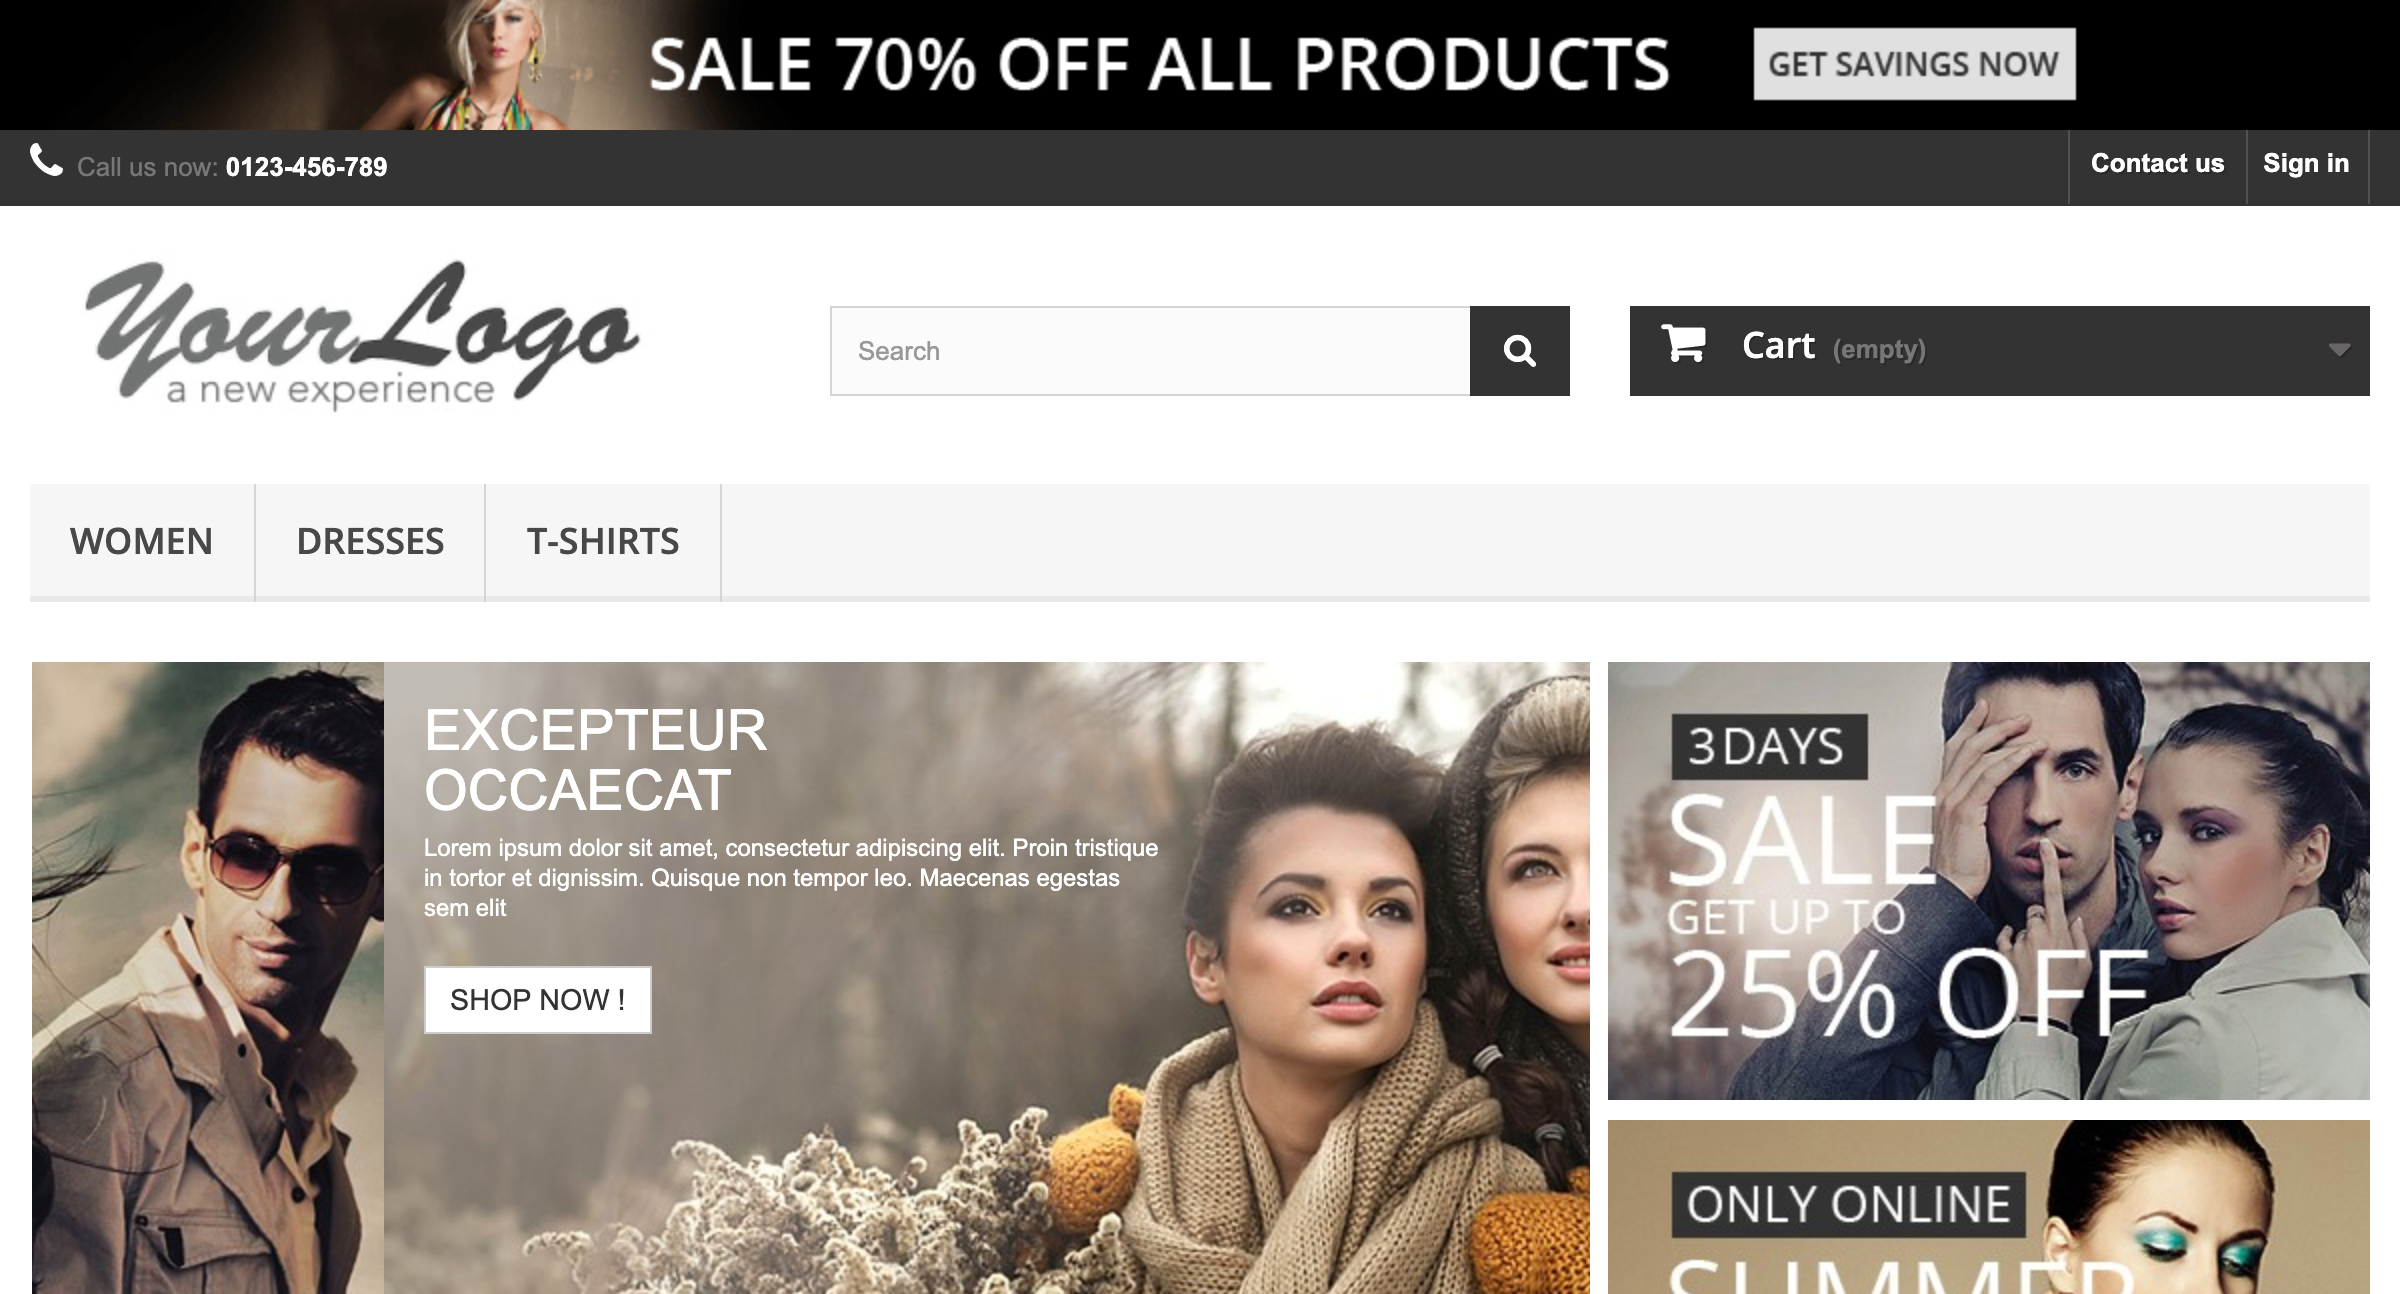 SALE 70% OFF ALL PRODUCTS
GET SAVINGS NOW
Call us now: 0123-456-789
Contact us
Sign in
YourLogo
a new experience
Search
Cart (empty)
WOMEN
DRESSES
T-SHIRTS
EXCEPTEUR
OCCAECAT
Lorem ipsum dolor sit amet, consectetur adipiscing elit. Proin tristique
in tortor et dignissim. Quisque non tempor leo. Maecenas egestas
sem elit
SHOP NOW !
3 DAYS
SALE
GET UP TO
25% OFF
ONLY ONLINE
SUMMER